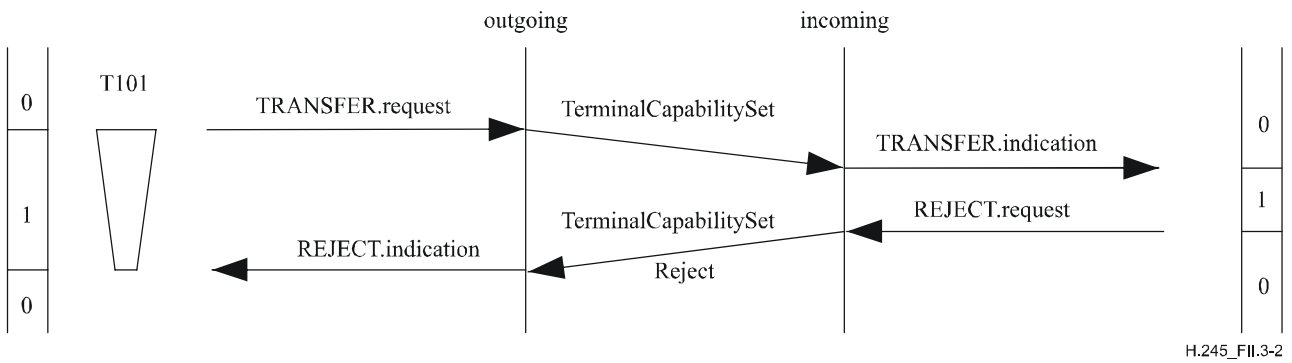 outgoing
incoming
T101
0
TRANSFER.request
TerminalCapabilitySet
0
TRANSFER.indication
1
TerminalCapabilitySet
REJECT.request
1
REJECT.indication
Reject
0
0
H.245_FII.3-2